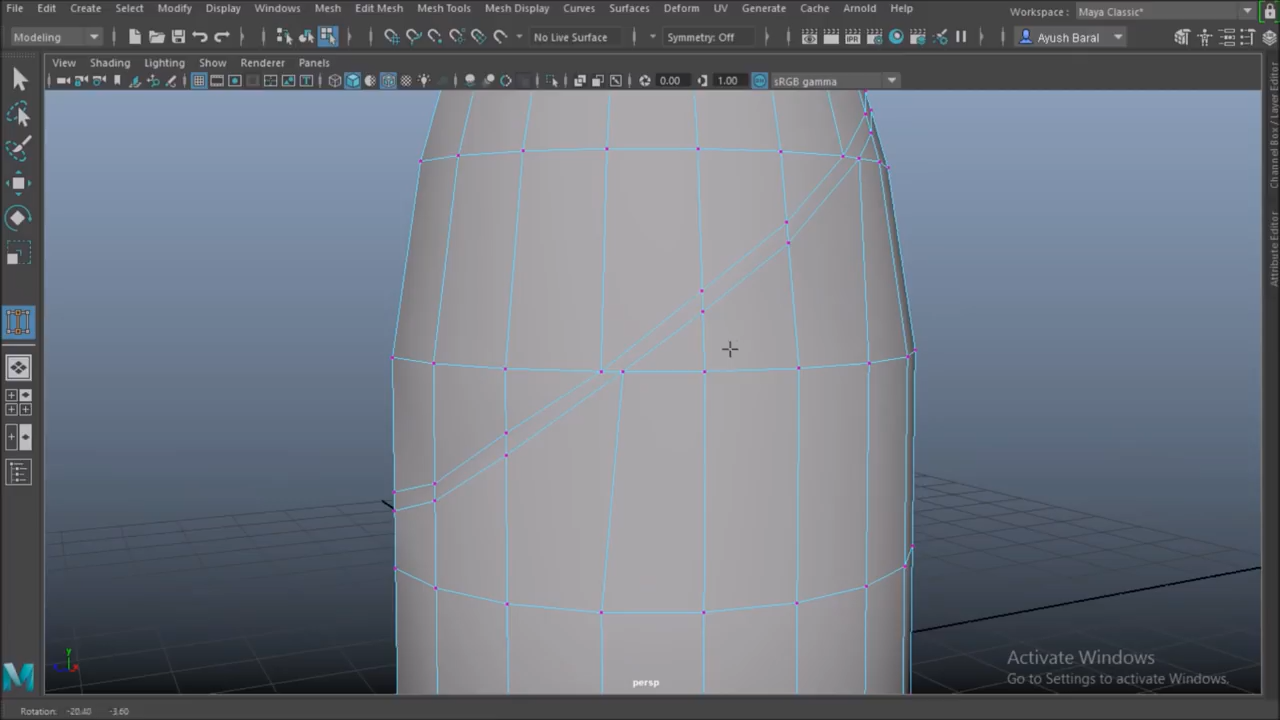 File Edit Create Select Modify Display Windows Mesh Edit Mesh Mesh Tools Mesh Display Curves Surfaces Deform UV Generate Cache Arnold Help Workspace : Maya Classic*
Modeling No Live Surface Symmetry: Off Ayush Baral
View Shading Lighting Show Renderer Panels
0.00 1.00 sRGB gamma
Channel Box / Layer Editor
Attribute Editor
y
persp
Activate Windows
Go to Settings to activate Windows.
Rotation: -20.40 -3.60